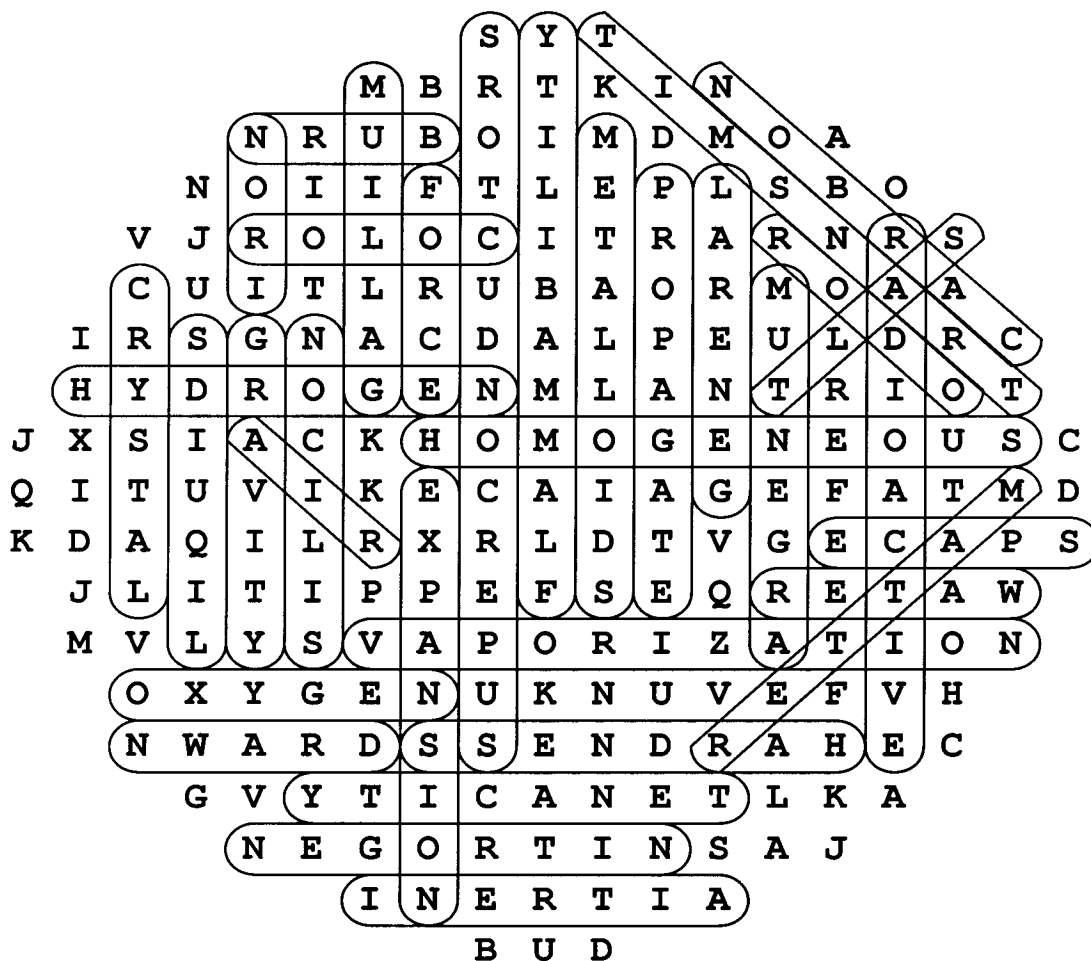 S Y T
M B R T K I N
N R U B O I M D M O A
N O I I F T L E P L S B O
V J R O L O C I T R A R N R S
C U I T L R U B A O R M O A A
I R S G N A C D A L P E U L D R C
H Y D R O G E N M L A N T R I O T
J X S I A C K H O M O G E N E O U S C
Q I T U V I K E C A I A G E F A T M D
K D A Q I L R X R L D T V G E C A P S
J L I T I P P E F S E Q R E T A W
M V L Y S V A P O R I Z A T I O N
O X Y G E N U K N U V E F V H
N W A R D S S E N D R A H E C
G V Y T I C A N E T L K A
N E G O R T I N S A J
I N E R T I A
B U D